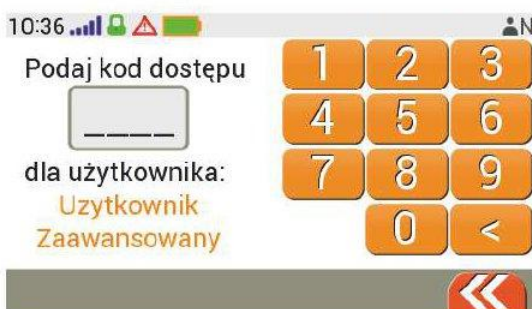 10:36
N
Podaj kod dostępu
____
dla użytkownika:
Uzytkownik
Zaawansowany
1 2 3
4 5 6
7 8 9
0 <